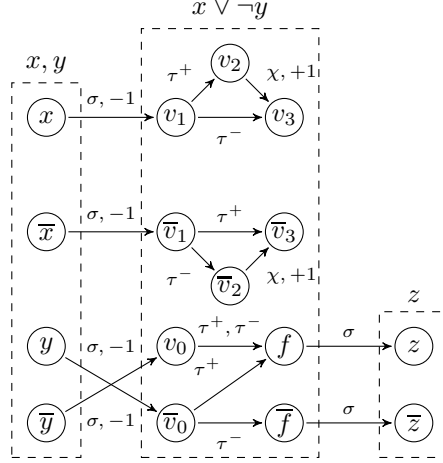 x ∨ ¬y
x, y
v₂
τ⁺ χ, +1
x σ, −1 v₁ τ⁻ v₃
x̅ σ, −1 v̅₁ τ⁺ v̅₃
τ⁻ v̅₂ χ, +1
z
y σ, −1 v₀ τ⁺, τ⁻ f σ z
τ⁺
y̅ σ, −1 v̅₀ τ⁻ f̅ σ z̅